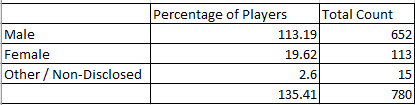 Percentage of Players Total Count
Male 113.19 652
Female 19.62 113
Other / Non-Disclosed 2.6 15
135.41 780